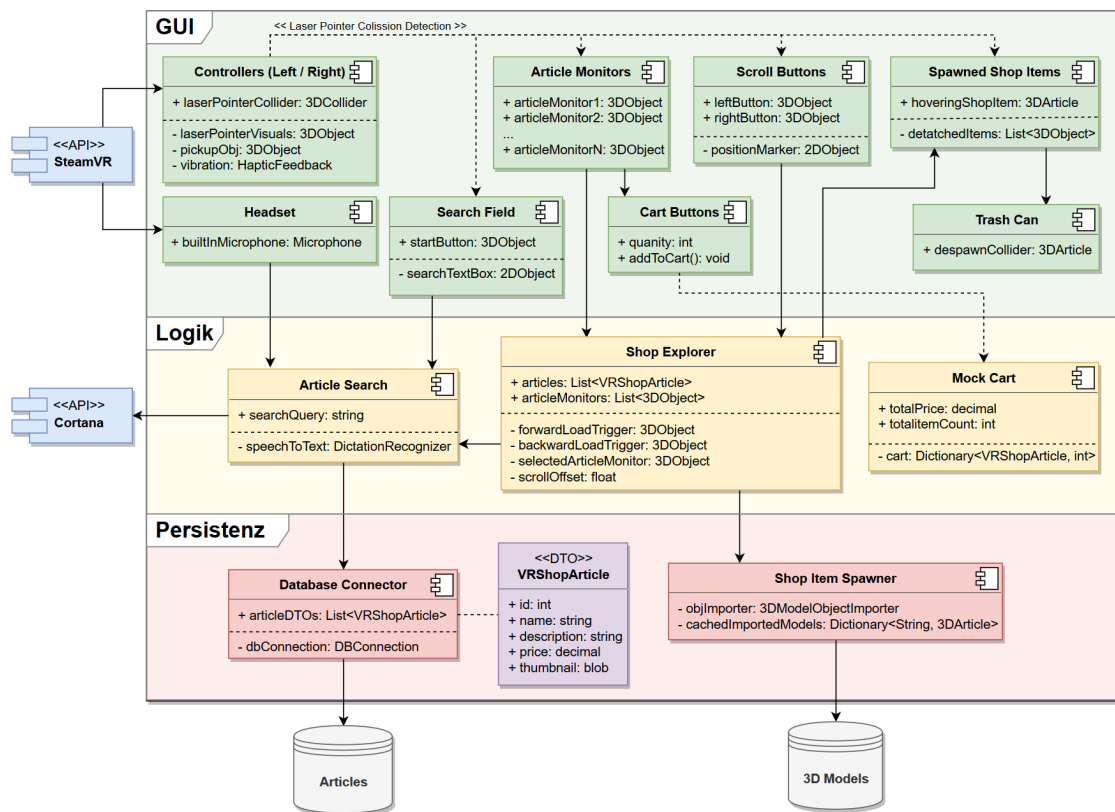 GUI
<< Laser Pointer Colission Detection >>
Controllers (Left / Right)
+ laserPointerCollider: 3DCollider
- laserPointerVisuals: 3DObject
- pickupObj: 3DObject
- vibration: HapticFeedback
Article Monitors
+ articleMonitor1: 3DObject
+ articleMonitor2: 3DObject
...
+ articleMonitorN: 3DObject
Scroll Buttons
+ leftButton: 3DObject
+ rightButton: 3DObject
- positionMarker: 2DObject
Spawned Shop Items
+ hoveringShopItem: 3DArticle
- detatchedItems: List<3DObject>
<<API>>
SteamVR
Headset
+ builtInMicrophone: Microphone
Search Field
+ startButton: 3DObject
- searchTextBox: 2DObject
Cart Buttons
+ quanity: int
+ addToCart(): void
Trash Can
+ despawnCollider: 3DArticle
Logik
<<API>>
Cortana
Article Search
+ searchQuery: string
- speechToText: DictationRecognizer
Shop Explorer
+ articles: List<VRShopArticle>
+ articleMonitors: List<3DObject>
- forwardLoadTrigger: 3DObject
- backwardLoadTrigger: 3DObject
- selectedArticleMonitor: 3DObject
- scrollOffset: float
Mock Cart
+ totalPrice: decimal
+ totalitemCount: int
- cart: Dictionary<VRShopArticle, int>
Persistenz
Database Connector
+ articleDTOs: List<VRShopArticle>
- dbConnection: DBConnection
<<DTO>>
VRShopArticle
+ id: int
+ name: string
+ description: string
+ price: decimal
+ thumbnail: blob
Shop Item Spawner
- objImporter: 3DModelObjectImporter
- cachedImportedModels: Dictionary<String, 3DArticle>
Articles
3D Models